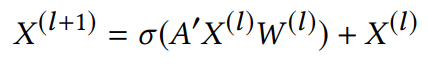 X^{(l+1)} = σ(A′X^{(l)}W^{(l)}) + X^{(l)}